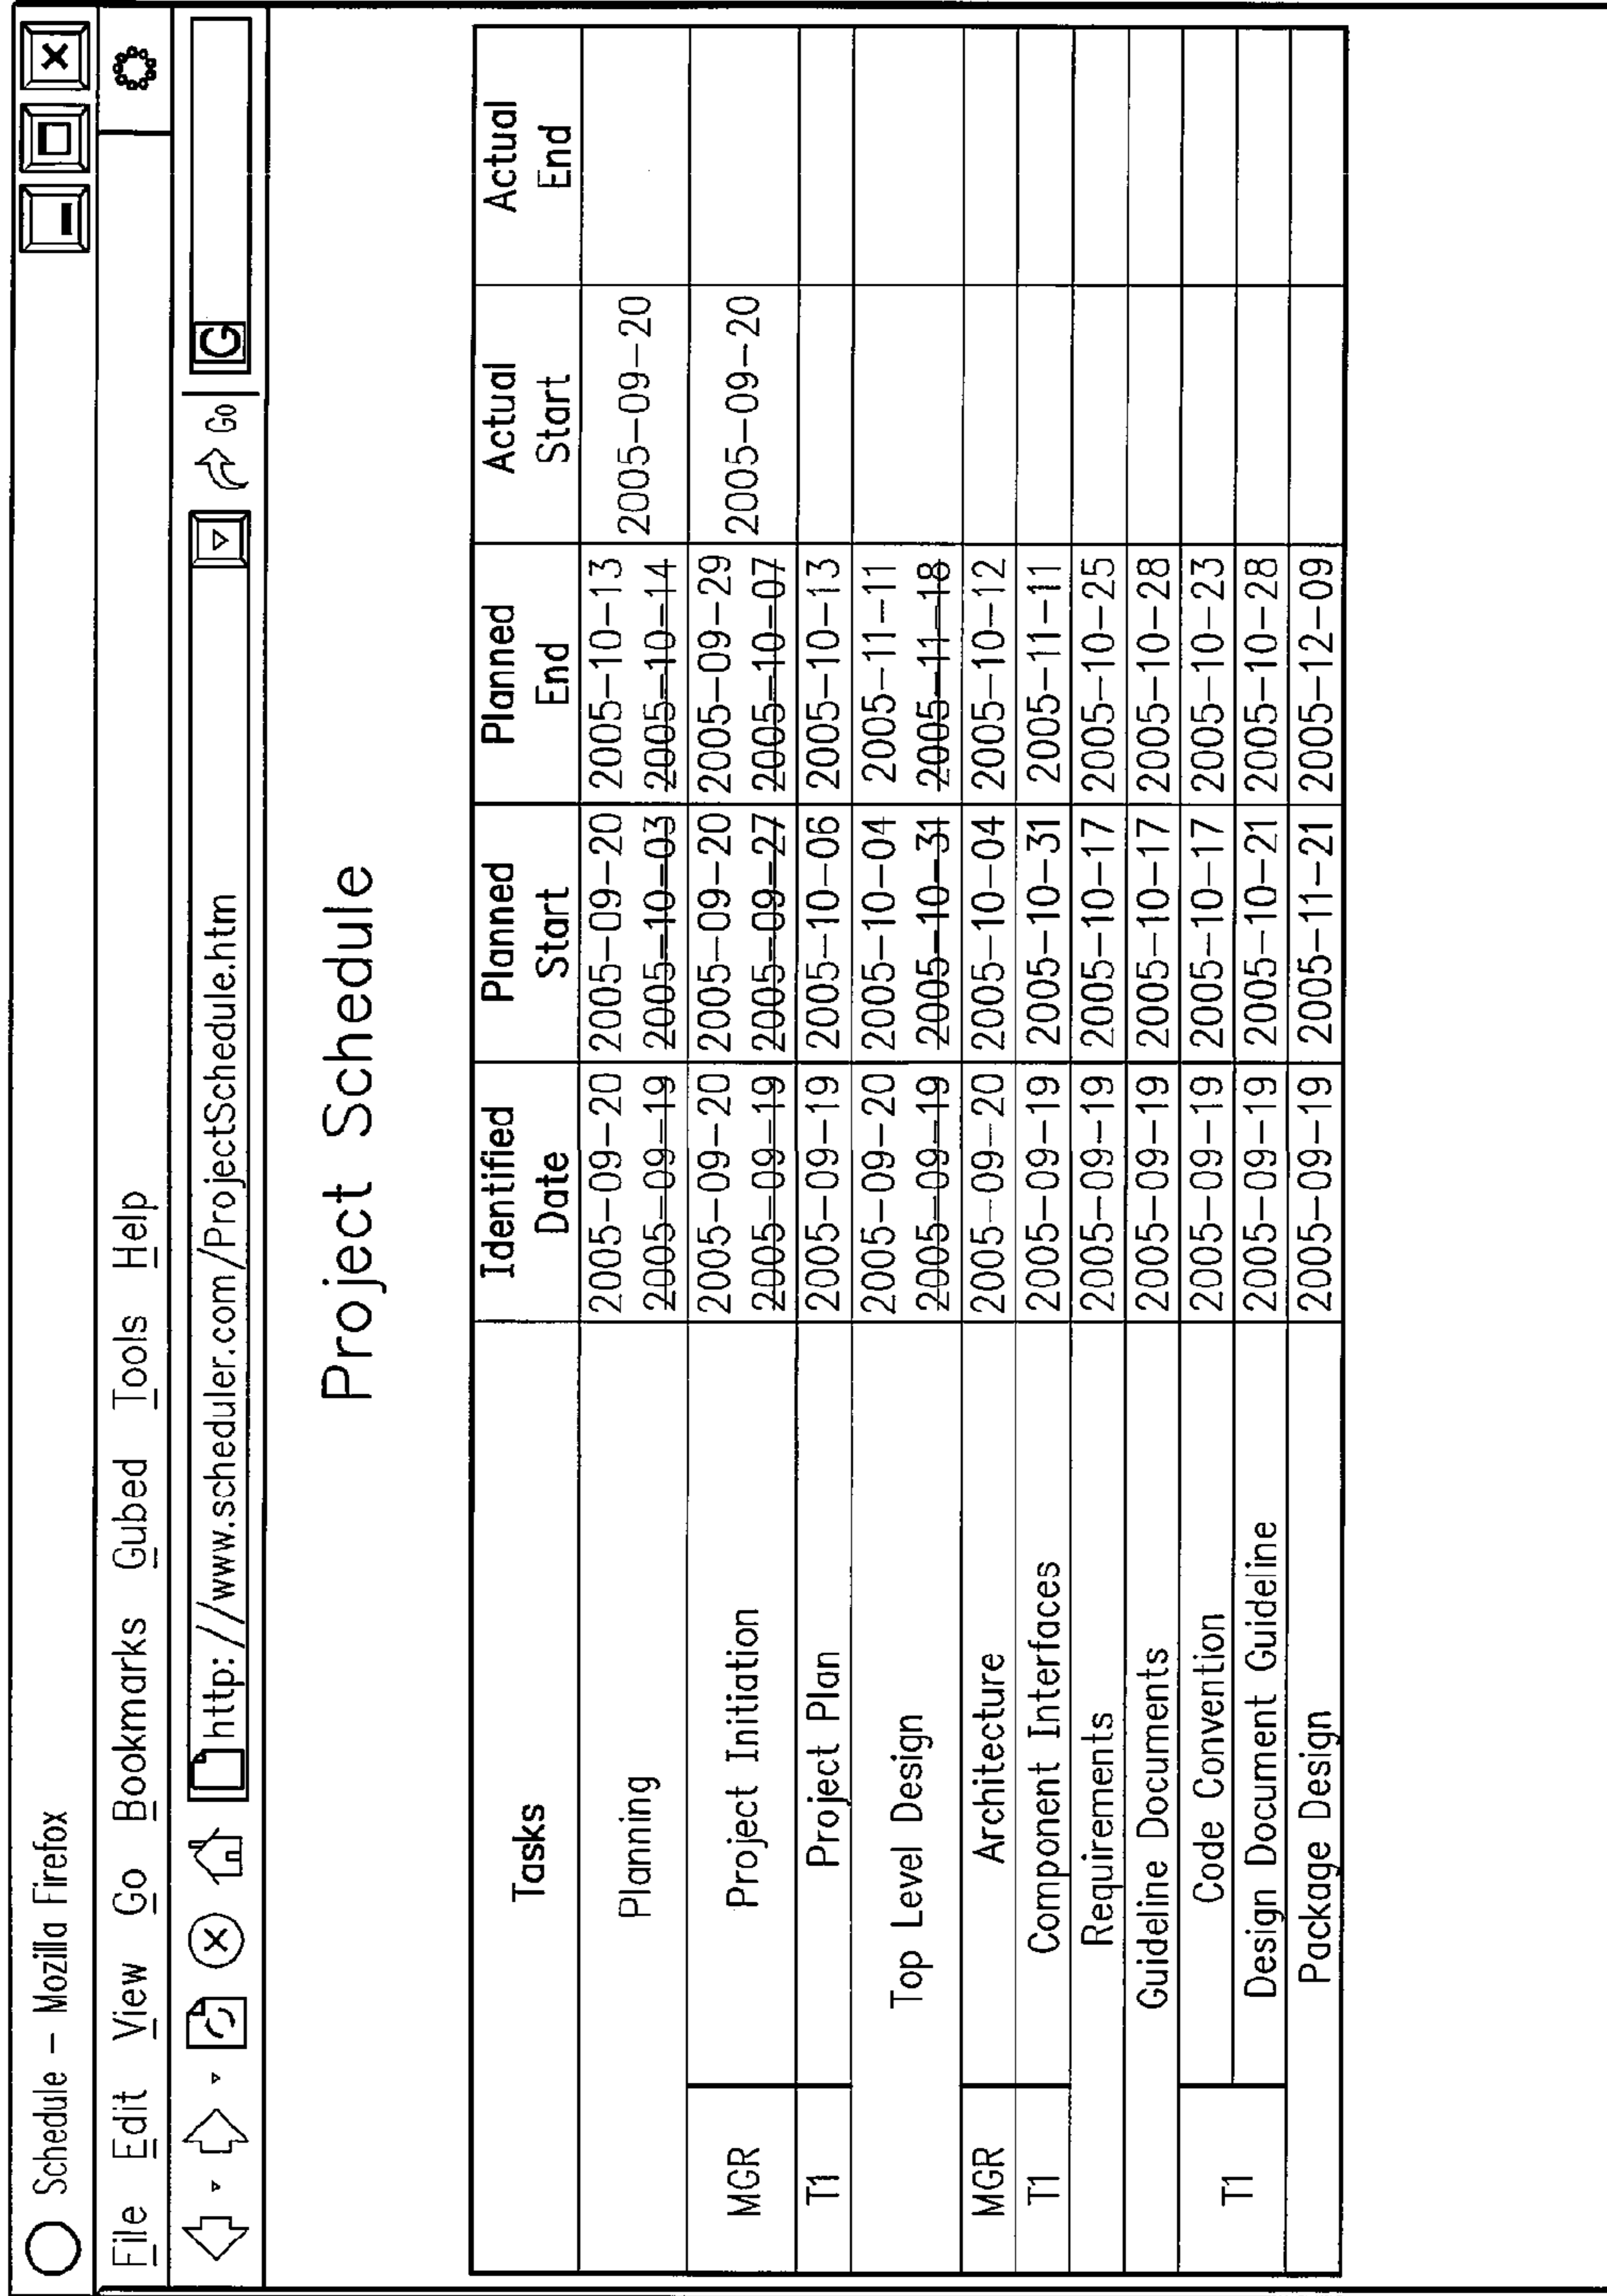 Schedule – Mozilla Firefox
File Edit View Go Bookmarks Gubed Tools Help
http://www.scheduler.com/ProjectSchedule.htm Go G
Project Schedule
Tasks Identified Date Planned Start Planned End Actual Start Actual End
Planning 2005-09-20 2005-09-20 2005-10-13 2005-09-20
2005-09-19 2005-10-03 2005-10-14
MGR Project Initiation 2005-09-20 2005-09-20 2005-09-29 2005-09-20
2005-09-19 2005-09-27 2005-10-07
T1 Project Plan 2005-09-19 2005-10-06 2005-10-13
Top Level Design 2005-09-20 2005-10-04 2005-11-11
2005-09-19 2005-10-31 2005-11-18
MGR Architecture 2005-09-20 2005-10-04 2005-10-12
T1 Component Interfaces 2005-09-19 2005-10-31 2005-11-11
Requirements 2005-09-19 2005-10-17 2005-10-25
Guideline Documents 2005-09-19 2005-10-17 2005-10-28
T1 Code Convention 2005-09-19 2005-10-17 2005-10-23
Design Document Guideline 2005-09-19 2005-10-21 2005-10-28
Package Design 2005-09-19 2005-11-21 2005-12-09